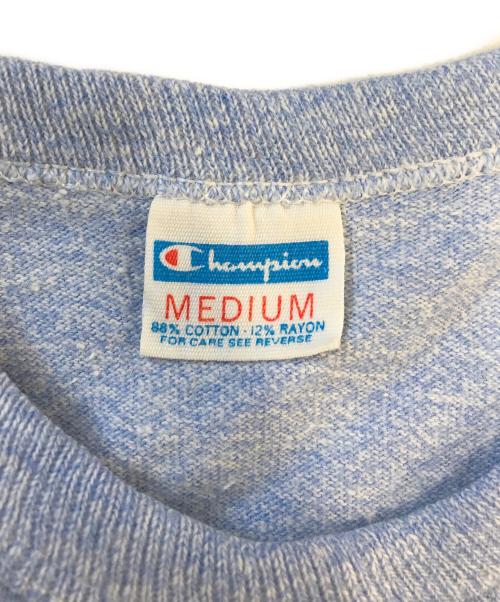 Champion
MEDIUM
88% COTTON · 12% RAYON
FOR CARE SEE REVERSE